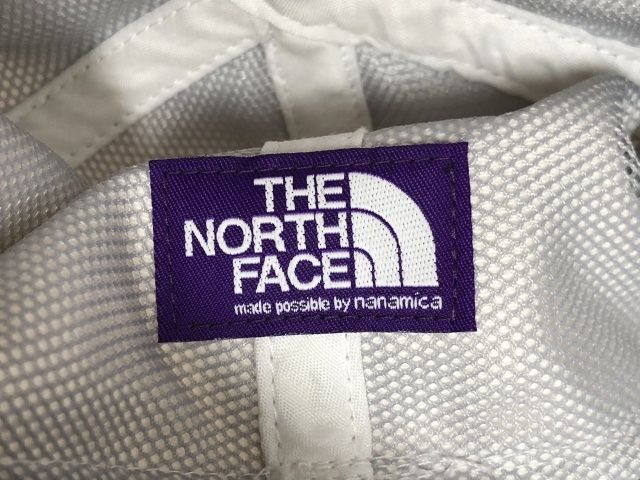 THE
NORTH
FACE
made possible by nanamica